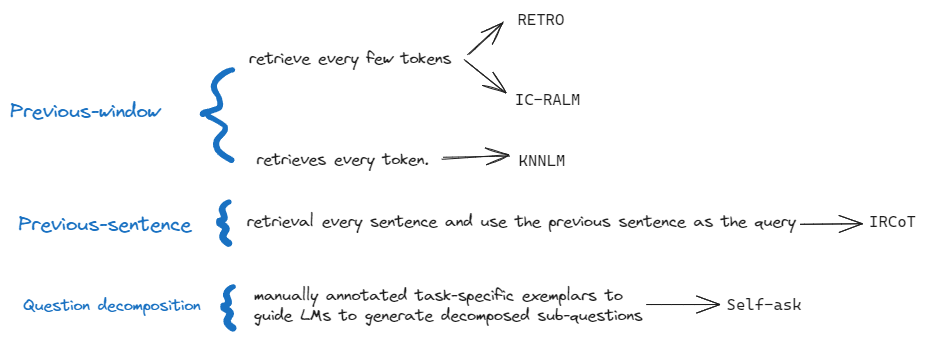 RETRO
retrieve every few tokens
IC-RALM
Previous-window
retrieves every token.
KNNLM
Previous-sentence
retrieval every sentence and use the previous sentence as the query
IRCoT
Question decomposition
manually annotated task-specific exemplars to
guide LMs to generate decomposed sub-questions
Self-ask